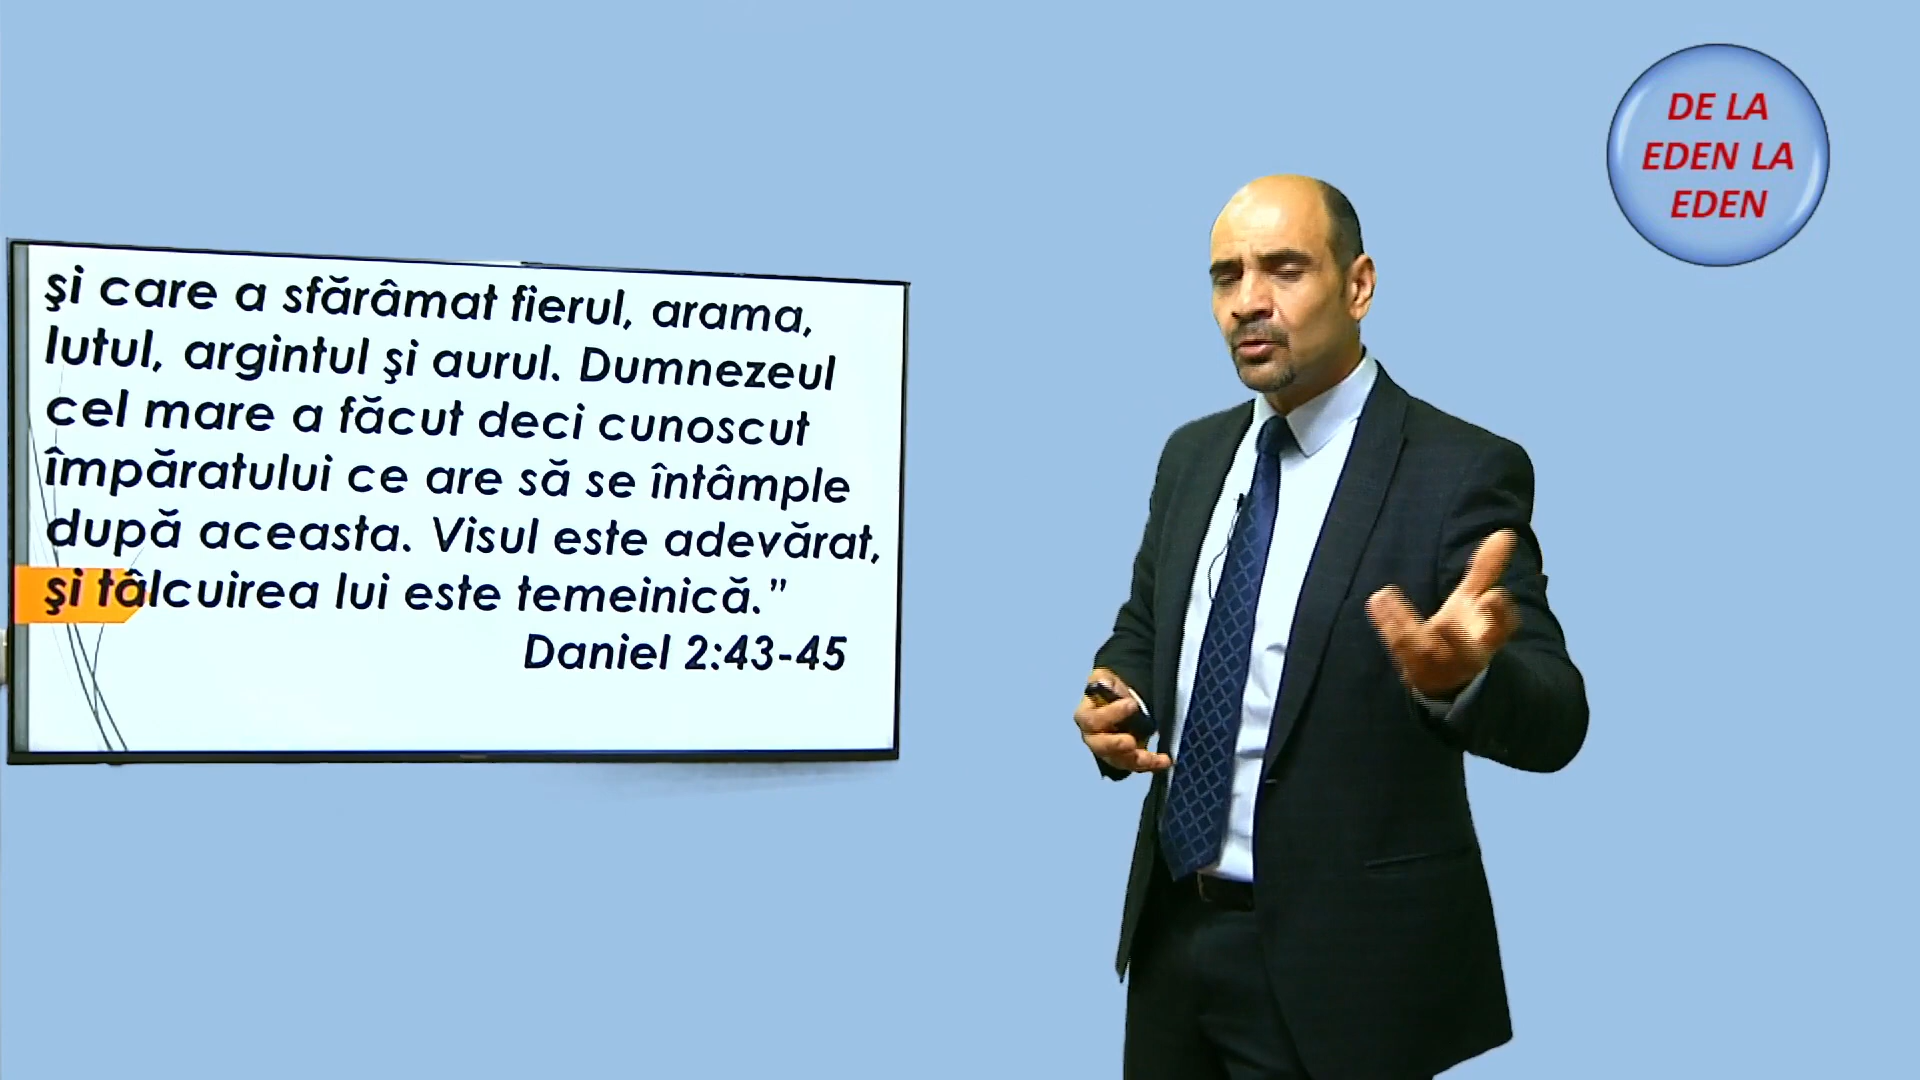 şi care a sfărâmat fierul, arama,
lutul, argintul şi aurul. Dumnezeul
cel mare a făcut deci cunoscut
împăratului ce are să se întâmple
după aceasta. Visul este adevărat,
şi tâlcuirea lui este temeinică.”
Daniel 2:43-45
DE LA
EDEN LA
EDEN